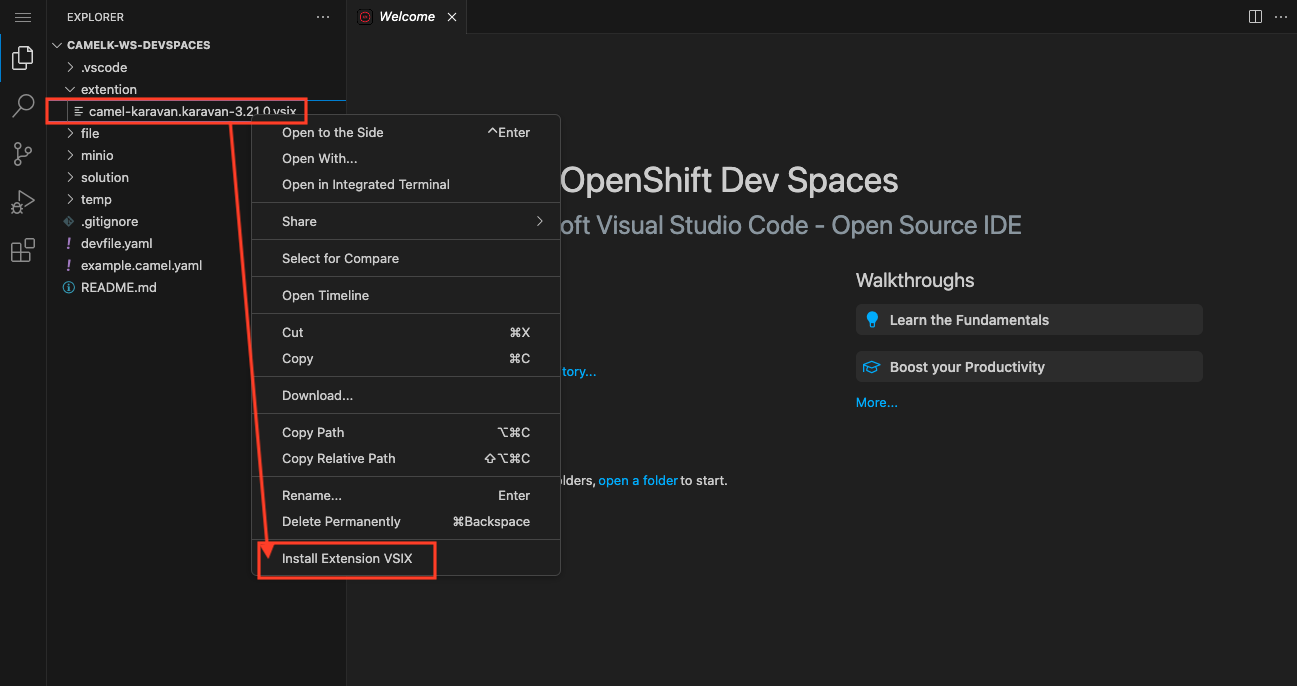 EXPLORER
Welcome
CAMELK-WS-DEVSPACES
.vscode
extention
camel-karavan.karavan-3.21.0.vsix
file
minio
solution
temp
.gitignore
devfile.yaml
example.camel.yaml
README.md
Open to the Side ^Enter
Open With...
Open in Integrated Terminal
Share
Select for Compare
Open Timeline
Cut ⌘X
Copy ⌘C
Download...
Copy Path ⌥⌘C
Copy Relative Path ⇧⌥⌘C
Rename... Enter
Delete Permanently ⌘Backspace
Install Extension VSIX
OpenShift Dev Spaces
oft Visual Studio Code - Open Source IDE
tory...
lders, open a folder to start.
Walkthroughs
Learn the Fundamentals
Boost your Productivity
More...